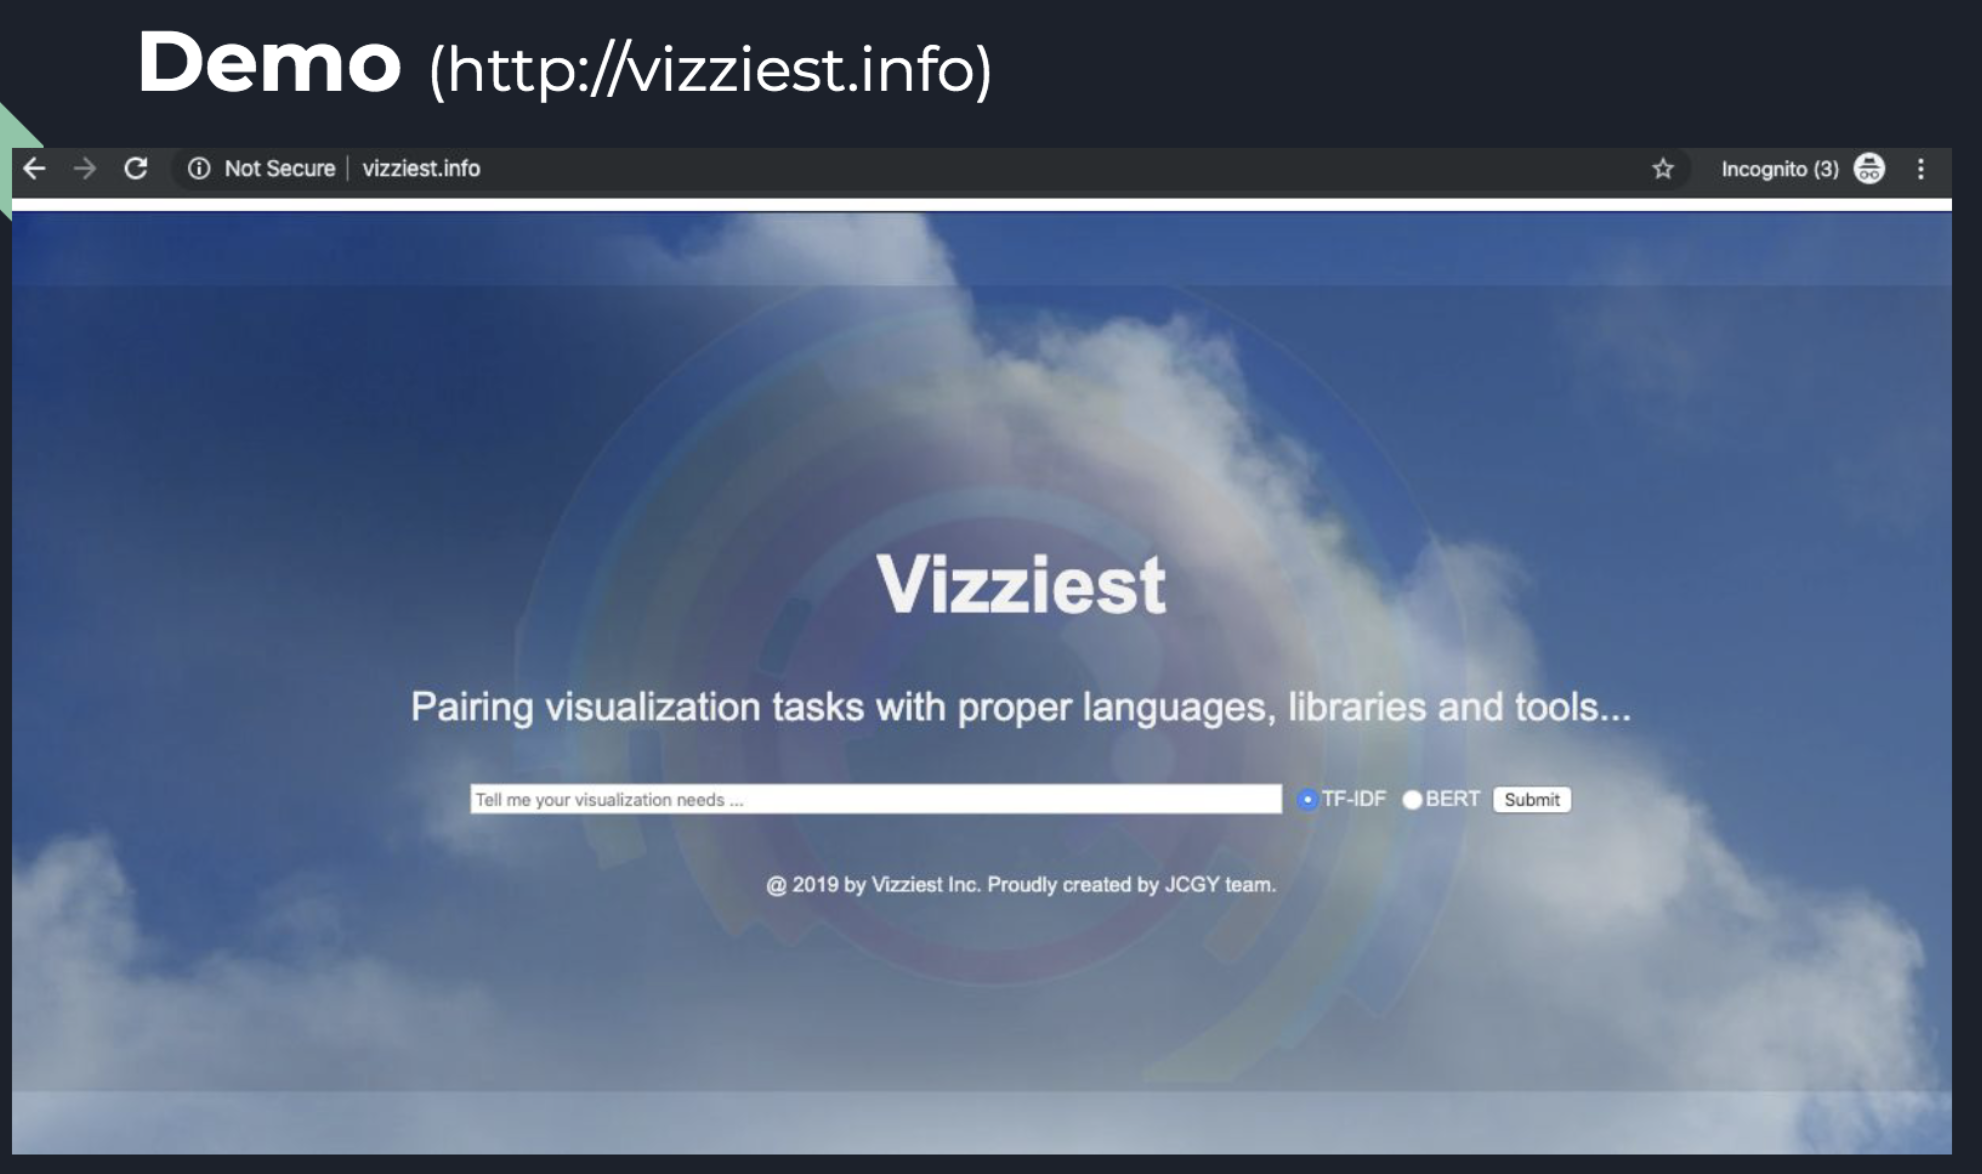 Demo (http://vizziest.info)
Not Secure | vizziest.info
Incognito (3)
Vizziest
Pairing visualization tasks with proper languages, libraries and tools...
Tell me your visualization needs ... TF-IDF BERT Submit
@ 2019 by Vizziest Inc. Proudly created by JCGY team.